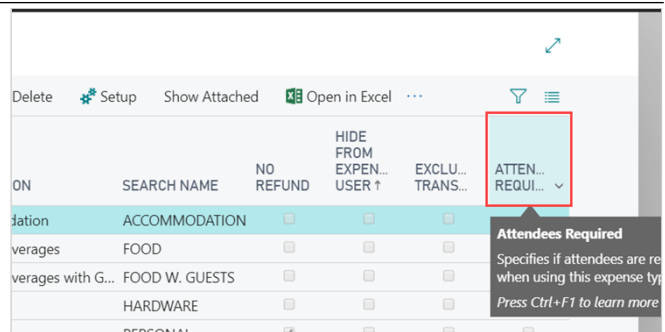 Delete Setup Show Attached Open in Excel ...
HIDE
FROM
NO EXPEN... EXCLU... ATTEN...
ON SEARCH NAME REFUND USER↑ TRANS... REQUI...
dation ACCOMMODATION
verages FOOD
verages with G... FOOD W. GUESTS
HARDWARE
PERSONAL
Attendees Required
Specifies if attendees are re
when using this expense typ
Press Ctrl+F1 to learn more